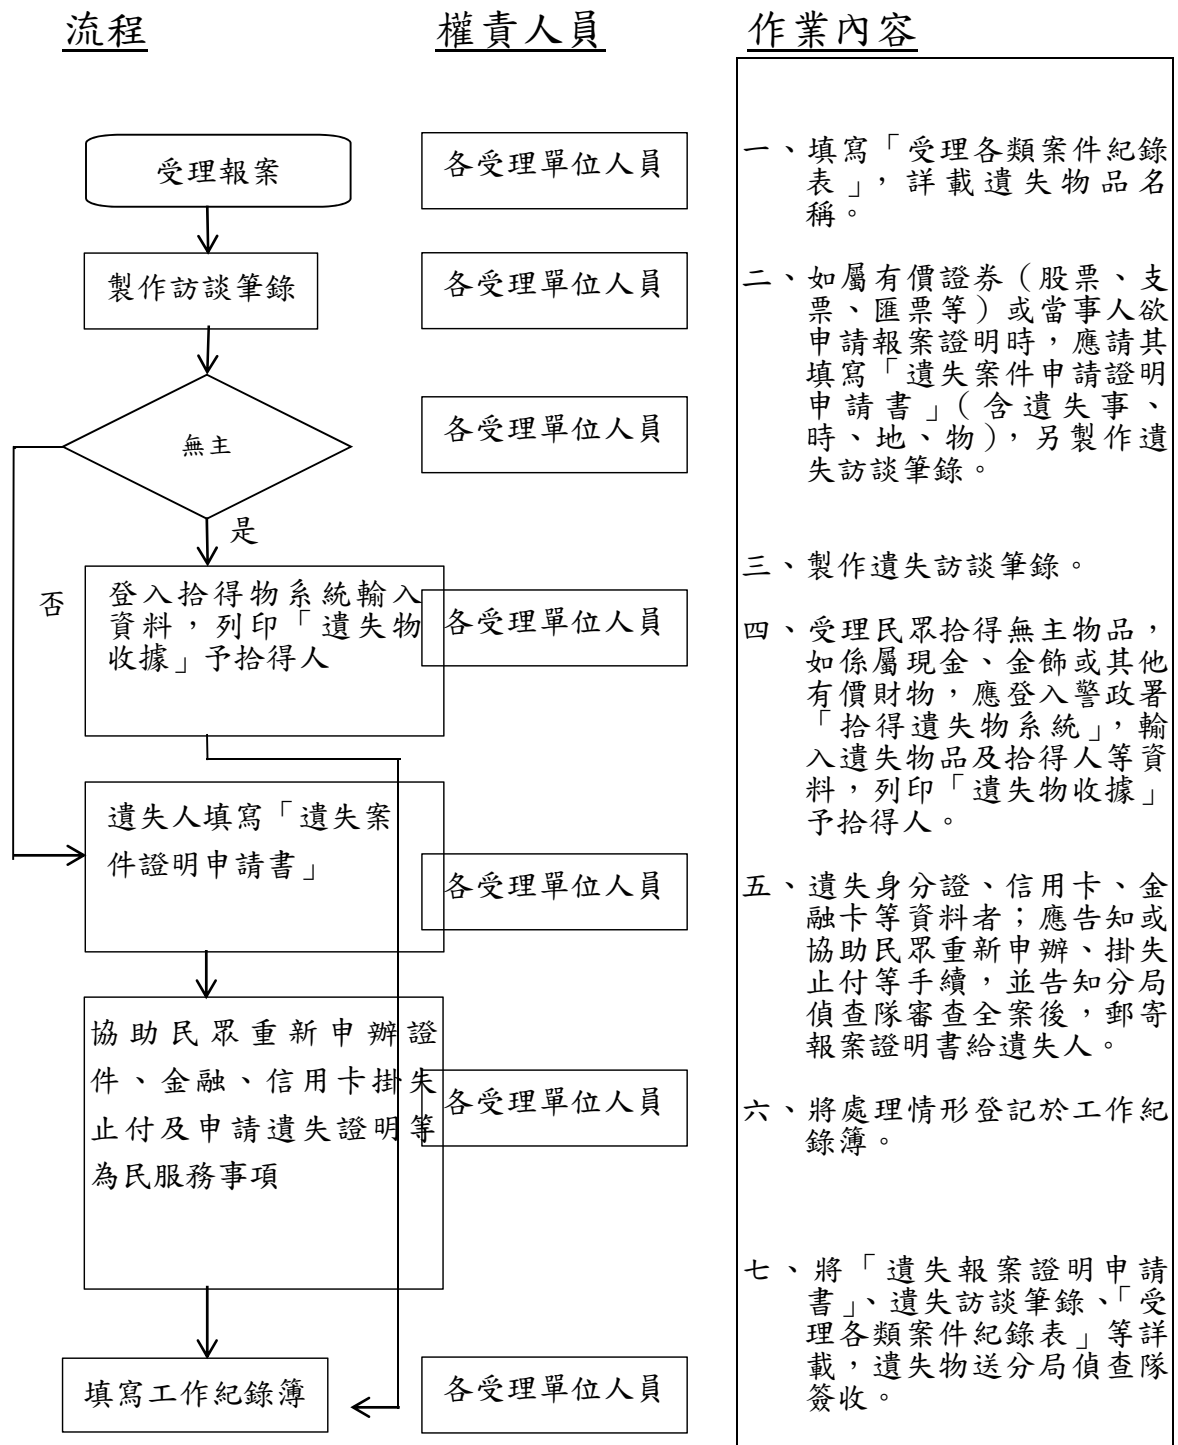 流程
權責人員
作業內容
受理報案
各受理單位人員
製作訪談筆錄
各受理單位人員
無主
各受理單位人員
是
否
登入拾得物系統輸入
資料，列印「遺失物
收據」予拾得人
各受理單位人員
遺失人填寫「遺失案
件證明申請書」
各受理單位人員
協助民眾重新申辦證
件、金融、信用卡掛失
止付及申請遺失證明等
為民服務事項
各受理單位人員
填寫工作紀錄簿
各受理單位人員
一、填寫「受理各類案件紀錄
表」，詳載遺失物品名
稱。
二、如屬有價證券（股票、支
票、匯票等）或當事人欲
申請報案證明時，應請其
填寫「遺失案件申請證明
申請書」（含遺失事、
時、地、物），另製作遺
失訪談筆錄。
三、製作遺失訪談筆錄。
四、受理民眾拾得無主物品，
如係屬現金、金飾或其他
有價財物，應登入警政署
「拾得遺失物系統」，輸
入遺失物品及拾得人等資
料，列印「遺失物收據」
予拾得人。
五、遺失身分證、信用卡、金
融卡等資料者；應告知或
協助民眾重新申辦、掛失
止付等手續，並告知分局
偵查隊審查全案後，郵寄
報案證明書給遺失人。
六、將處理情形登記於工作紀
錄簿。
七、將「遺失報案證明申請
書」、遺失訪談筆錄、「受
理各類案件紀錄表」等詳
載，遺失物送分局偵查隊
簽收。